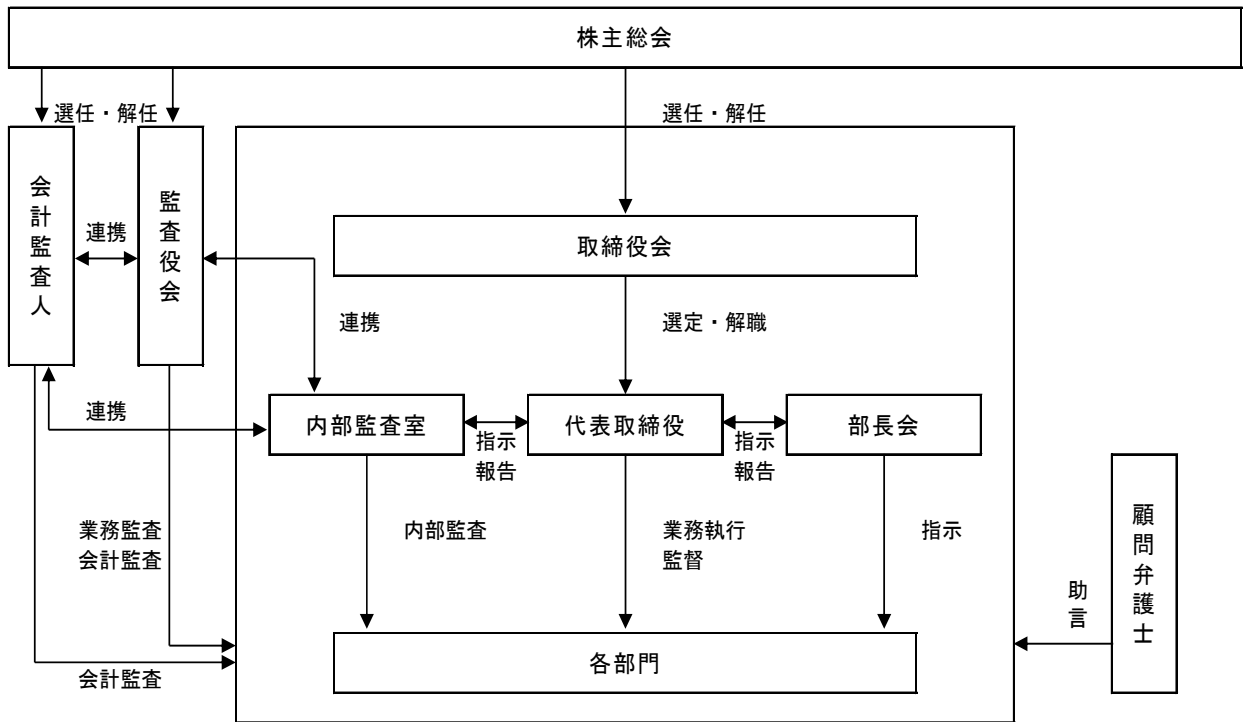 株主総会
選任・解任
選任・解任
会計監査人
連携
監査役会
取締役会
連携
選定・解職
連携
内部監査室
指示
報告
代表取締役
指示
報告
部長会
業務監査
会計監査
内部監査
業務執行
監督
指示
顧問弁護士
助言
各部門
会計監査